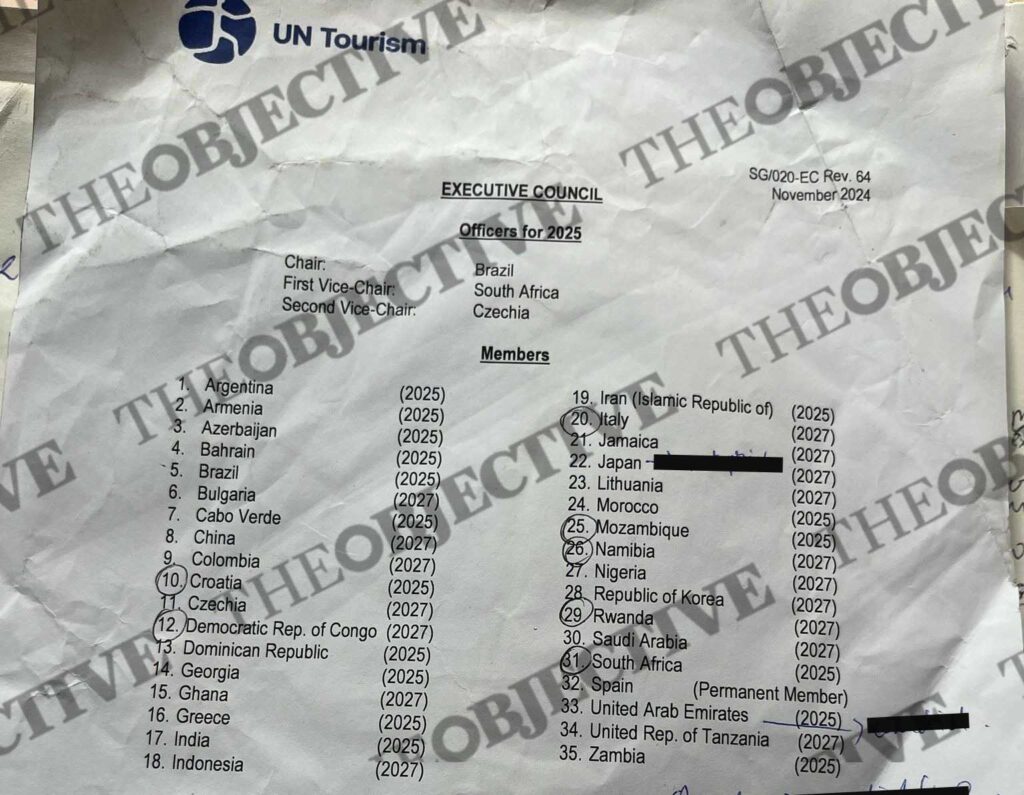 UN Tourism
SG/020-EC Rev. 64
November 2024
EXECUTIVE COUNCIL
Officers for 2025
Chair: Brazil
First Vice-Chair: South Africa
Second Vice-Chair: Czechia
Members
1. Argentina (2025)
2. Armenia (2025)
3. Azerbaijan (2025)
4. Bahrain (2025)
5. Brazil (2025)
6. Bulgaria (2027)
7. Cabo Verde (2025)
8. China (2027)
9. Colombia (2027)
10. Croatia (2025)
11. Czechia (2027)
12. Democratic Rep. of Congo (2027)
13. Dominican Republic (2025)
14. Georgia (2025)
15. Ghana (2027)
16. Greece (2025)
17. India (2025)
18. Indonesia (2027)
19. Iran (Islamic Republic of) (2025)
20. Italy (2027)
21. Jamaica (2027)
22. Japan - (2027)
23. Lithuania (2027)
24. Morocco (2025)
25. Mozambique (2025)
26. Namibia (2027)
27. Nigeria (2027)
28. Republic of Korea (2027)
29. Rwanda (2027)
30. Saudi Arabia (2027)
31. South Africa (2025)
32. Spain (Permanent Member)
33. United Arab Emirates (2025)
34. United Rep. of Tanzania (2027)
35. Zambia (2025)
THEOBJECTIVE
THEOBJECTIVE
THEOBJECTIVE
THEOBJECTIVE
THEOBJECTIVE
THEOBJECTIVE